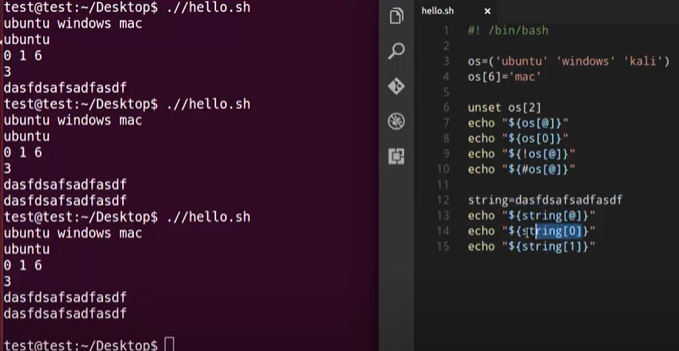 test@test:~/Desktop$ .//hello.sh
ubuntu windows mac
ubuntu
0 1 6
3
dasfdsafsadfasdf
test@test:~/Desktop$ .//hello.sh
ubuntu windows mac
ubuntu
0 1 6
3
dasfdsafsadfasdf
dasfdsafsadfasdf
test@test:~/Desktop$ .//hello.sh
ubuntu windows mac
ubuntu
0 1 6
3
dasfdsafsadfasdf
dasfdsafsadfasdf
test@test:~/Desktop$
hello.sh ×
1 #! /bin/bash
2
3 os=('ubuntu' 'windows' 'kali')
4 os[6]='mac'
5
6 unset os[2]
7 echo "${os[@]}"
8 echo "${os[0]}"
9 echo "${!os[@]}"
10 echo "${#os[@]}"
11
12 string=dasfdsafsadfasdf
13 echo "${string[@]}"
14 echo "${string[0]}"
15 echo "${string[1]}"